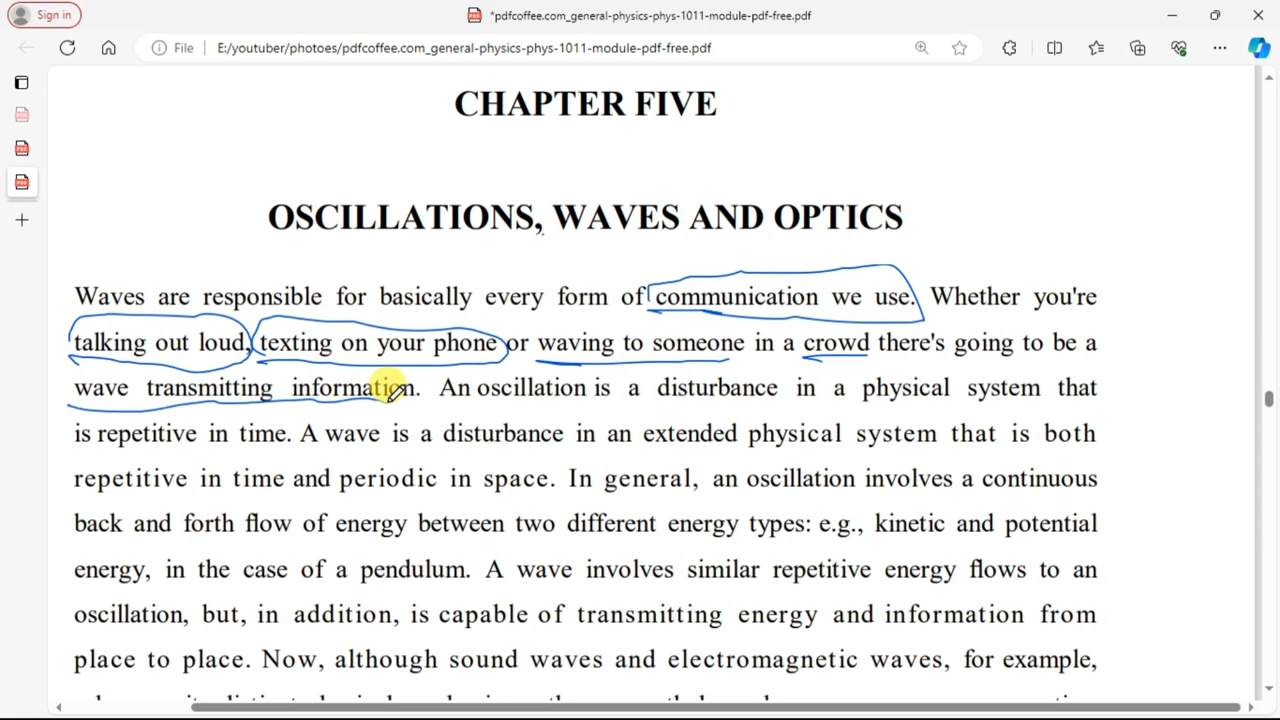 Sign in
*pdfcoffee.com_general-physics-phys-1011-module-pdf-free.pdf
File
E:/youtuber/photoes/pdfcoffee.com_general-physics-phys-1011-module-pdf-free.pdf
CHAPTER FIVE
OSCILLATIONS, WAVES AND OPTICS
Waves are responsible for basically every form of communication we use. Whether you're
talking out loud, texting on your phone or waving to someone in a crowd there's going to be a
wave transmitting information. An oscillation is a disturbance in a physical system that
is repetitive in time. A wave is a disturbance in an extended physical system that is both
repetitive in time and periodic in space. In general, an oscillation involves a continuous
back and forth flow of energy between two different energy types: e.g., kinetic and potential
energy, in the case of a pendulum. A wave involves similar repetitive energy flows to an
oscillation, but, in addition, is capable of transmitting energy and information from
place to place. Now, although sound waves and electromagnetic waves, for example,